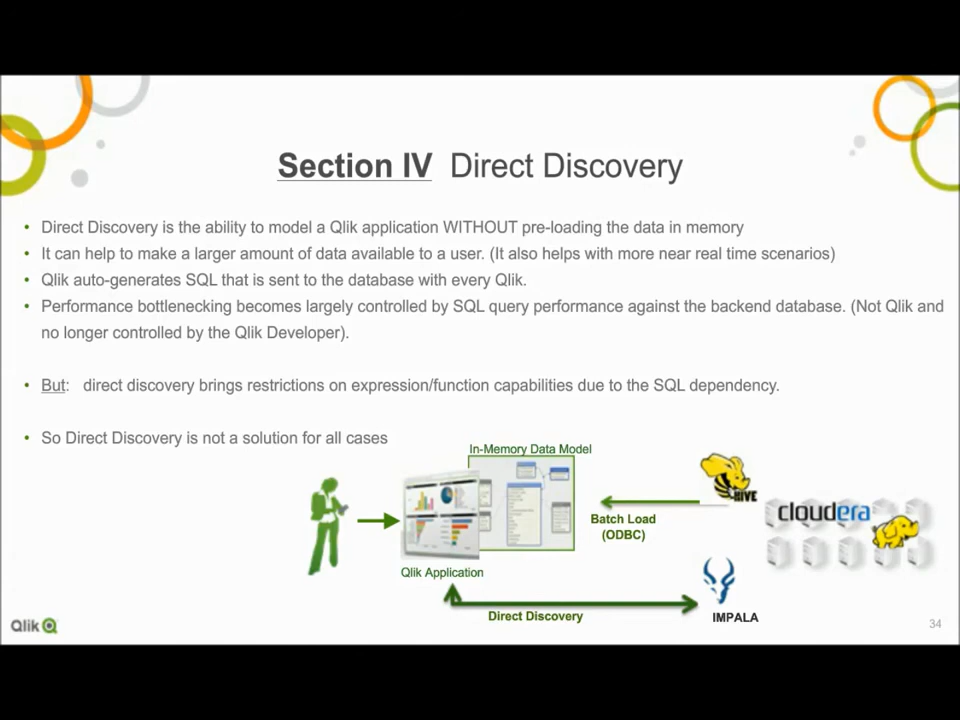 Section IV Direct Discovery
• Direct Discovery is the ability to model a Qlik application WITHOUT pre-loading the data in memory
• It can help to make a larger amount of data available to a user. (It also helps with more near real time scenarios)
• Qlik auto-generates SQL that is sent to the database with every Qlik.
• Performance bottlenecking becomes largely controlled by SQL query performance against the backend database. (Not Qlik and
no longer controlled by the Qlik Developer).
• But: direct discovery brings restrictions on expression/function capabilities due to the SQL dependency.
• So Direct Discovery is not a solution for all cases
In-Memory Data Model
HIVE
cloudera
Batch Load
(ODBC)
Qlik Application
Direct Discovery
IMPALA
Qlik
34